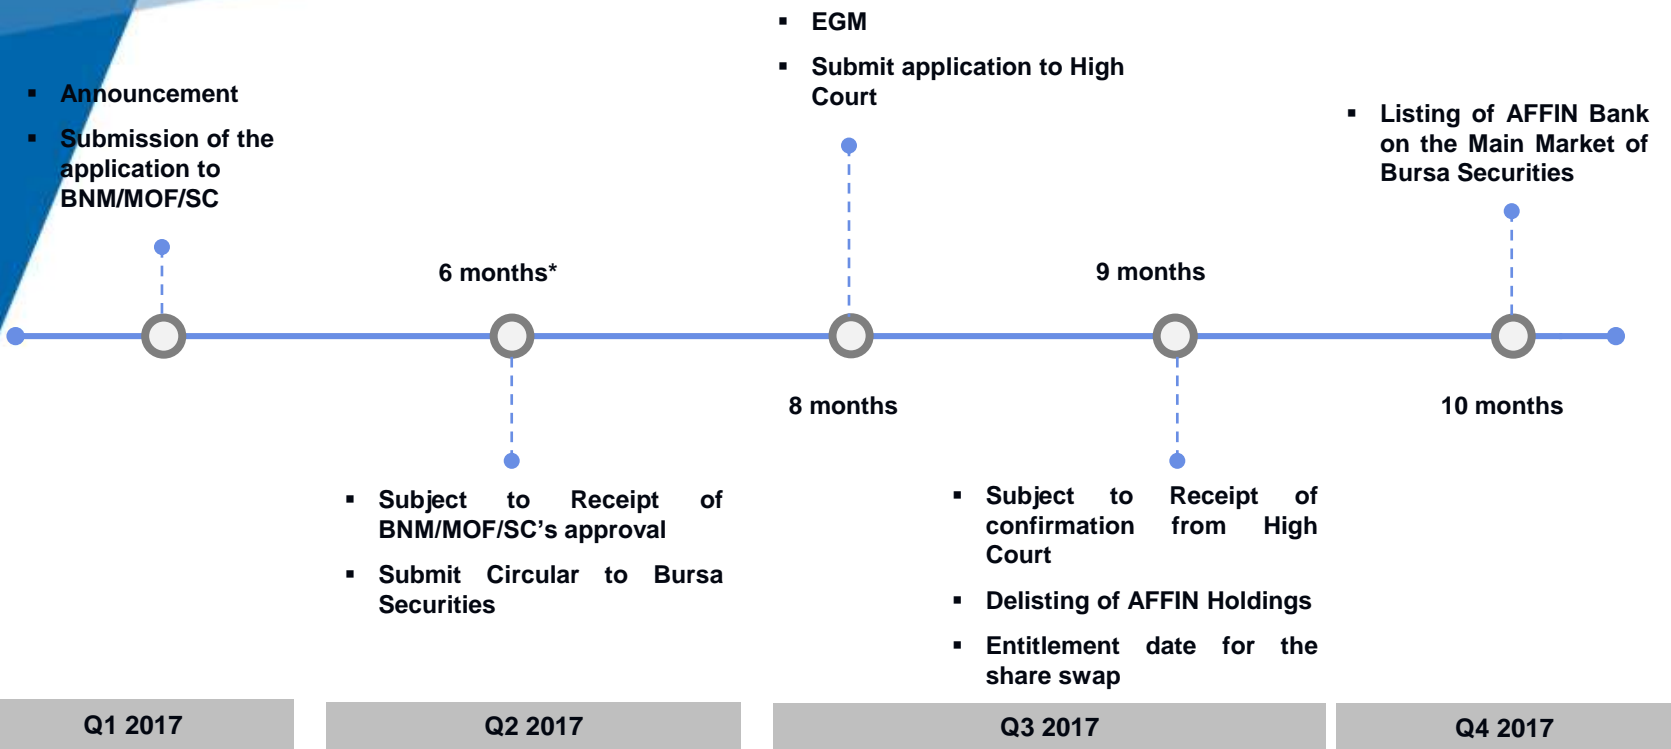 ▪ Announcement
▪ Submission of the
application to
BNM/MOF/SC
6 months*
▪ Subject to Receipt of
BNM/MOF/SC’s approval
▪ Submit Circular to Bursa
Securities
▪ EGM
▪ Submit application to High
Court
8 months
9 months
▪ Subject to Receipt of
confirmation from High
Court
▪ Delisting of AFFIN Holdings
▪ Entitlement date for the
share swap
▪ Listing of AFFIN Bank
on the Main Market of
Bursa Securities
10 months
Q1 2017
Q2 2017
Q3 2017
Q4 2017